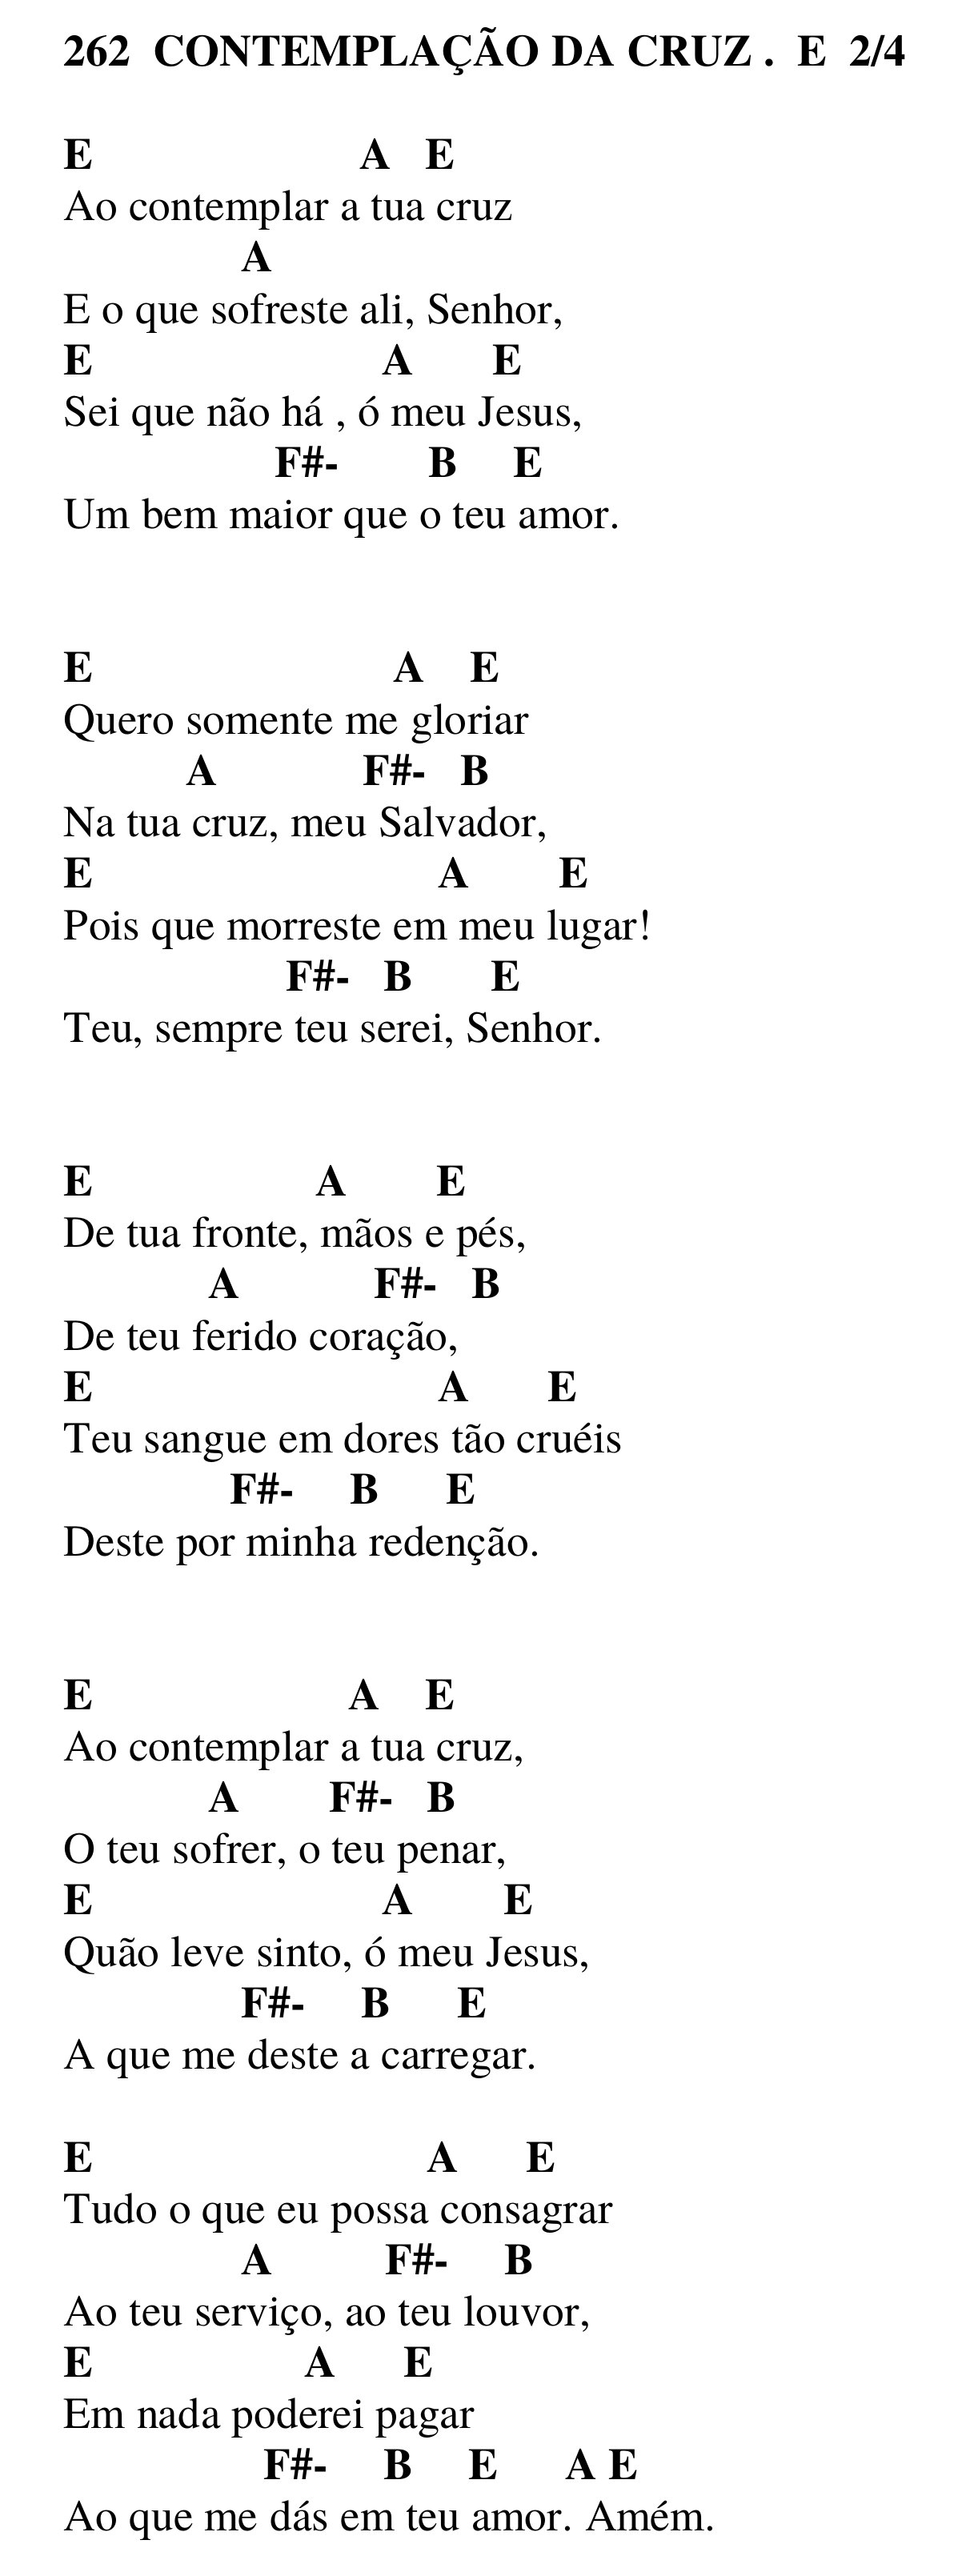 262  CONTEMPLAÇÃO DA CRUZ .  E  2/4
E                        A   E
Ao contemplar a tua cruz
                A
E o que sofreste ali, Senhor,
E                          A       E
Sei que não há , ó meu Jesus,
                   F#-        B     E
Um bem maior que o teu amor.
E                           A    E
Quero somente me gloriar
           A             F#-   B
Na tua cruz, meu Salvador,
E                               A        E
Pois que morreste em meu lugar!
                    F#-   B       E
Teu, sempre teu serei, Senhor.
E                    A        E
De tua fronte, mãos e pés,
             A            F#-   B
De teu ferido coração,
E                               A       E
Teu sangue em dores tão cruéis
               F#-     B      E
Deste por minha redenção.
E                       A    E
Ao contemplar a tua cruz,
             A        F#-   B
O teu sofrer, o teu penar,
E                          A        E
Quão leve sinto, ó meu Jesus,
                F#-     B      E
A que me deste a carregar.
E                              A      E
Tudo o que eu possa consagrar
                A          F#-     B
Ao teu serviço, ao teu louvor,
E                   A      E
Em nada poderei pagar
                  F#-     B     E      A E
Ao que me dás em teu amor. Amém.